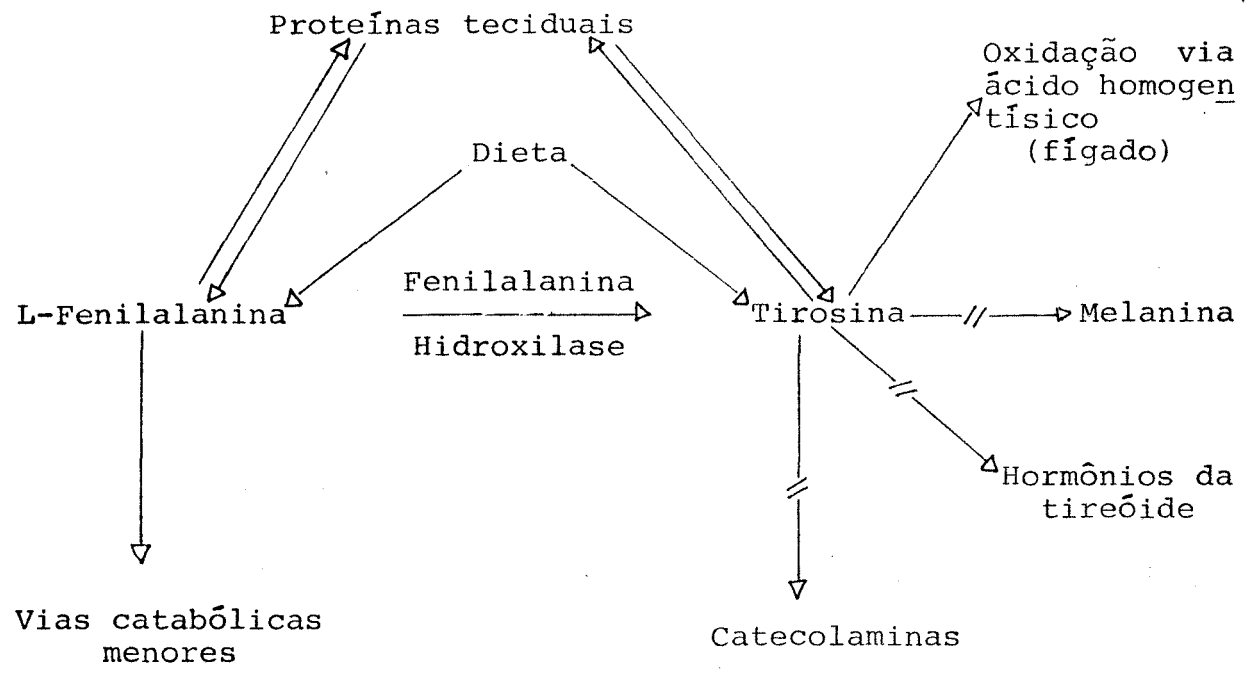 Proteínas teciduais
Oxidação via
ácido homogen
tísico
(fígado)
Dieta
Fenilalanina
Hidroxilase
L-Fenilalanina
Tirosina
Melanina
Hormônios da
tireóide
Vias catabólicas
menores
Catecolaminas